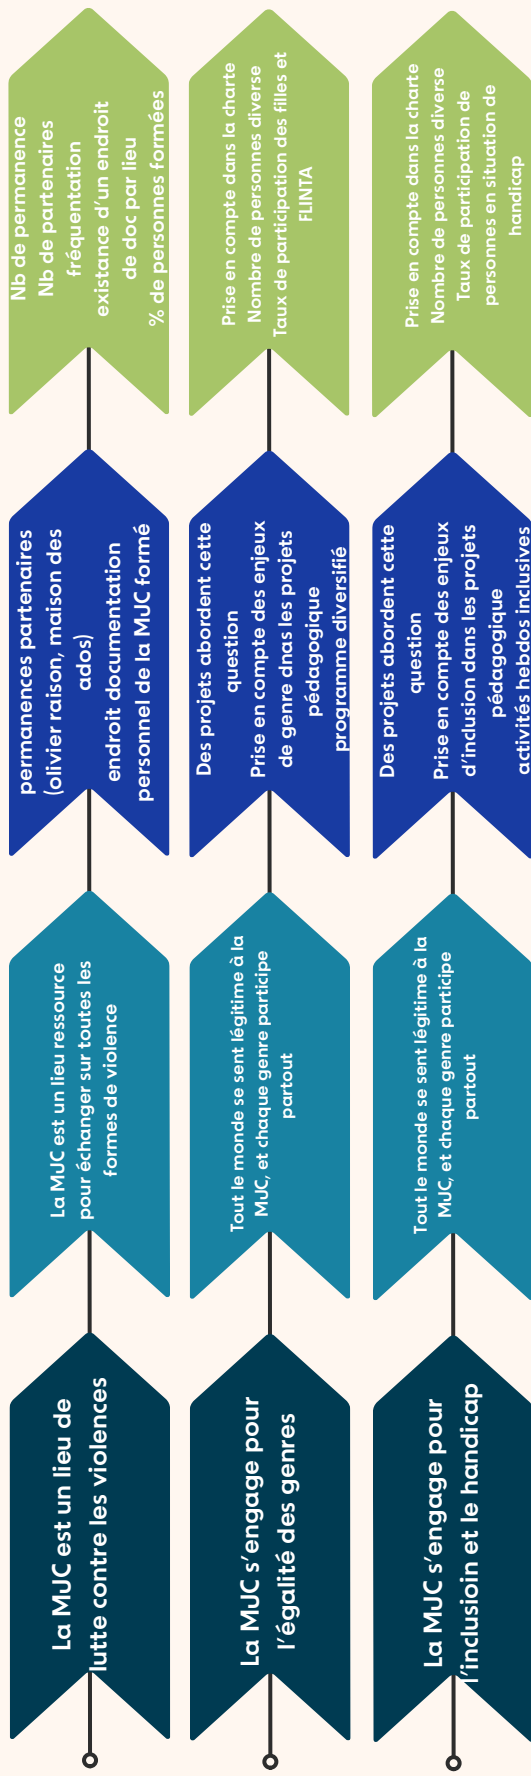 La MJC est un lieu de
lutte contre les violences
La MJC est un lieu ressource
pour échanger sur toutes les
formes de violence
permanences partenaires
(olivier raison, maison des
ados)
endroit documentation
personnel de la MJC formé
Nb de permanence
Nb de partenaires
fréquentation
existance d'un endroit
de doc par lieu
% de personnes formées
La MJC s'engage pour
l'égalité des genres
Tout le monde se sent légitime à la
MJC, et chaque genre participe
partout
Des projets abordent cette
question
Prise en compte des enjeux
de genre dnas les projets
pédagogique
programme diversifié
Prise en compte dans la charte
Nombre de personnes diverse
Taux de participation des filles et
FLINTA
La MJC s'engage pour
l'inclusioin et le handicap
Tout le monde se sent légitime à la
MJC, et chaque genre participe
partout
Des projets abordent cette
question
Prise en compte des enjeux
d'inclusion dans les projets
pédagogique
activités hebdos inclusives
Prise en compte dans la charte
Nombre de personnes diverse
Taux de participation de
personnes en situation de
handicap